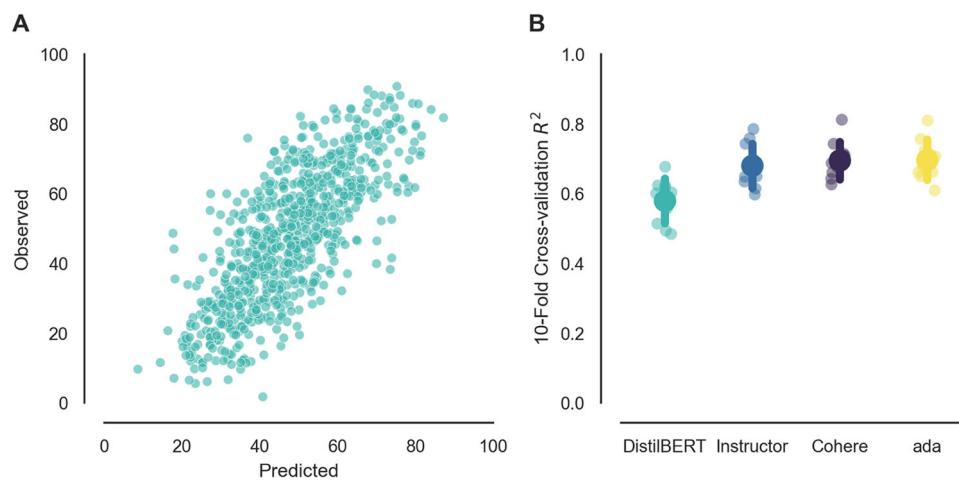 A
100
80
60
40
20
0
Observed
0 20 40 60 80 100
Predicted
B
1.0
0.8
0.6
0.4
0.2
0.0
10-Fold Cross-validation R²
DistilBERT Instructor Cohere ada